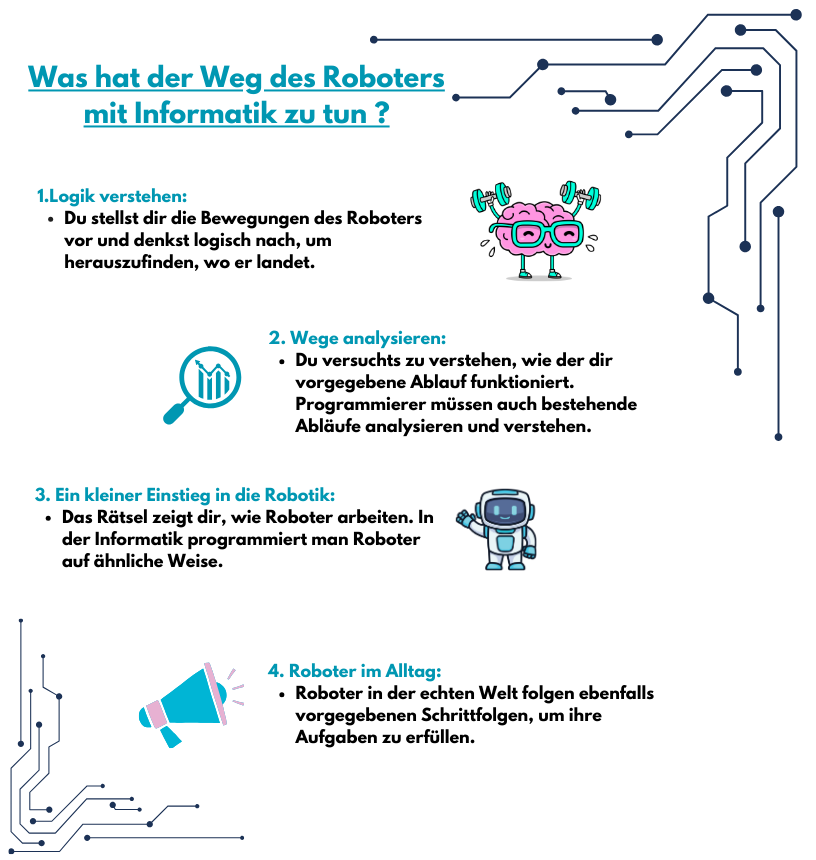 Was hat der Weg des Roboters
mit Informatik zu tun ?
1.Logik verstehen:
• Du stellst dir die Bewegungen des Roboters
vor und denkst logisch nach, um
herauszufinden, wo er landet.
2. Wege analysieren:
• Du versuchts zu verstehen, wie der dir
vorgegebene Ablauf funktioniert.
Programmierer müssen auch bestehende
Abläufe analysieren und verstehen.
3. Ein kleiner Einstieg in die Robotik:
• Das Rätsel zeigt dir, wie Roboter arbeiten. In
der Informatik programmiert man Roboter
auf ähnliche Weise.
4. Roboter im Alltag:
• Roboter in der echten Welt folgen ebenfalls
vorgegebenen Schrittfolgen, um ihre
Aufgaben zu erfüllen.